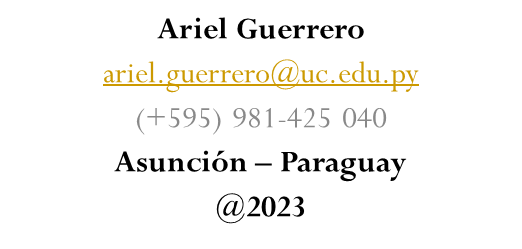 Ariel Guerrero
ariel.guerrero@uc.edu.py
(+595) 981-425 040
Asunción – Paraguay
@2023